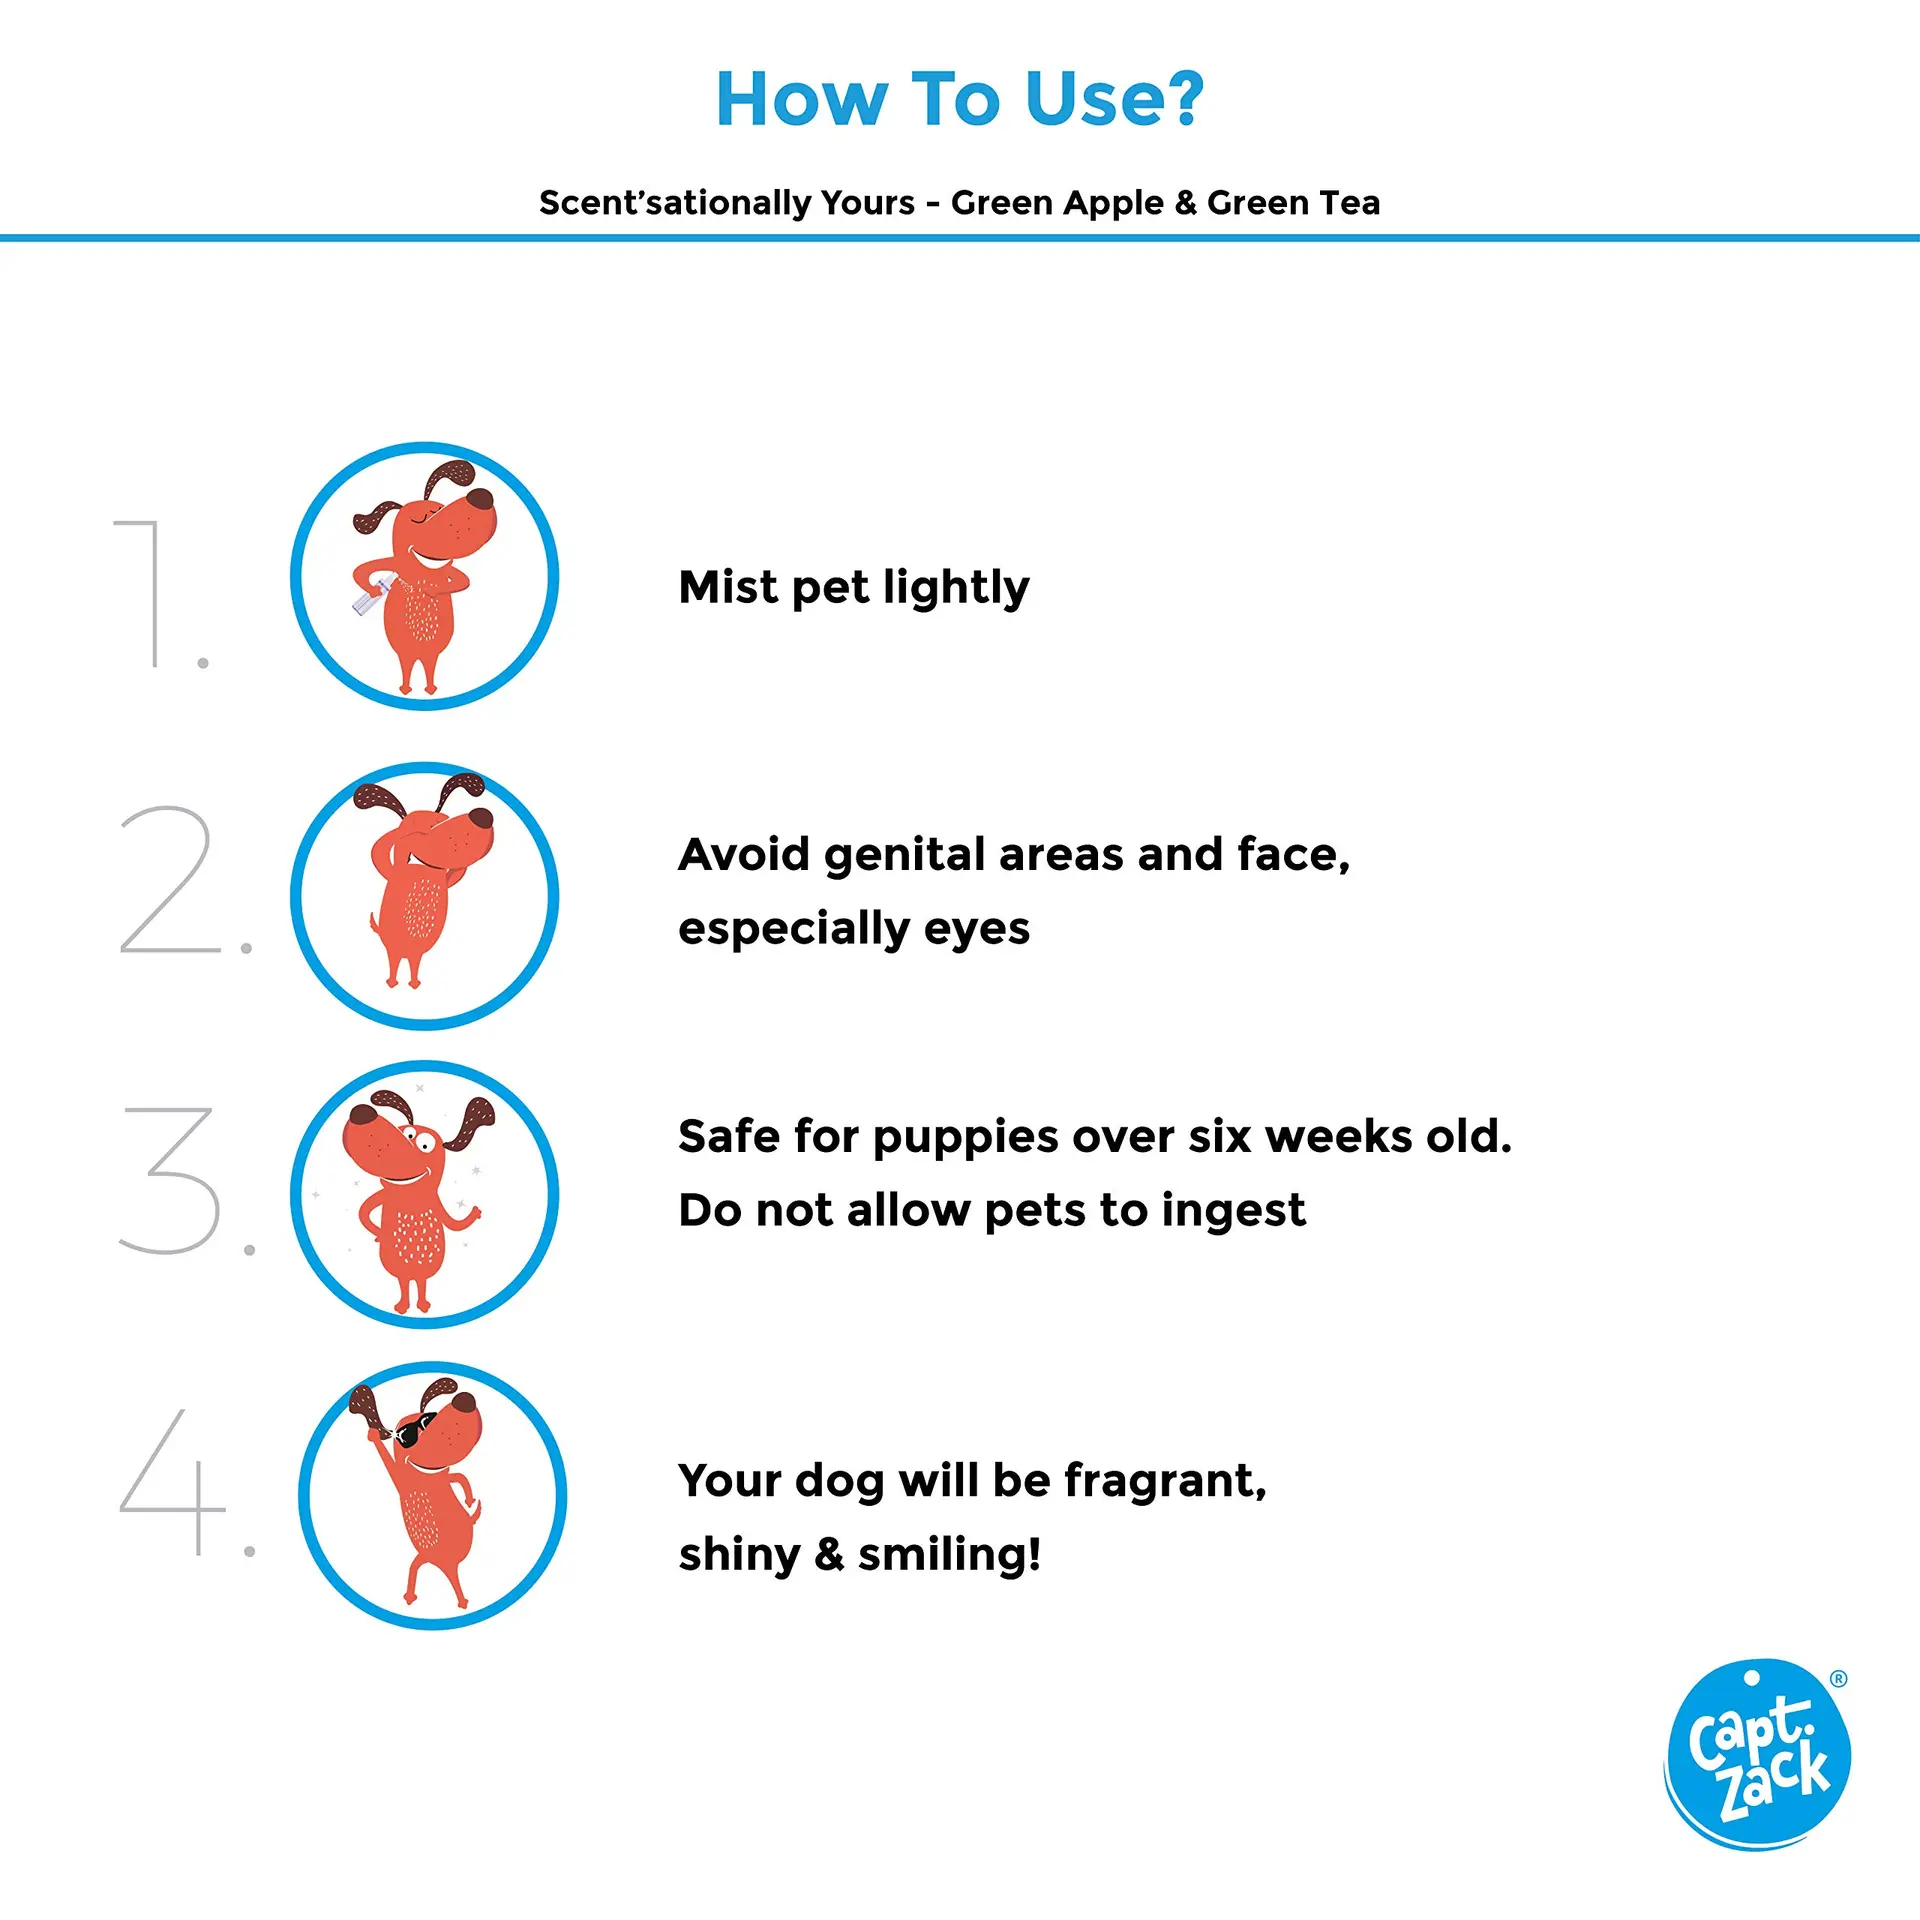 How To Use?
Scent'sationally Yours - Green Apple & Green Tea
1.
Mist pet lightly
2.
Avoid genital areas and face,
especially eyes
3.
Safe for puppies over six weeks old.
Do not allow pets to ingest
4.
Your dog will be fragrant,
shiny & smiling!
Capt.
Zack
®